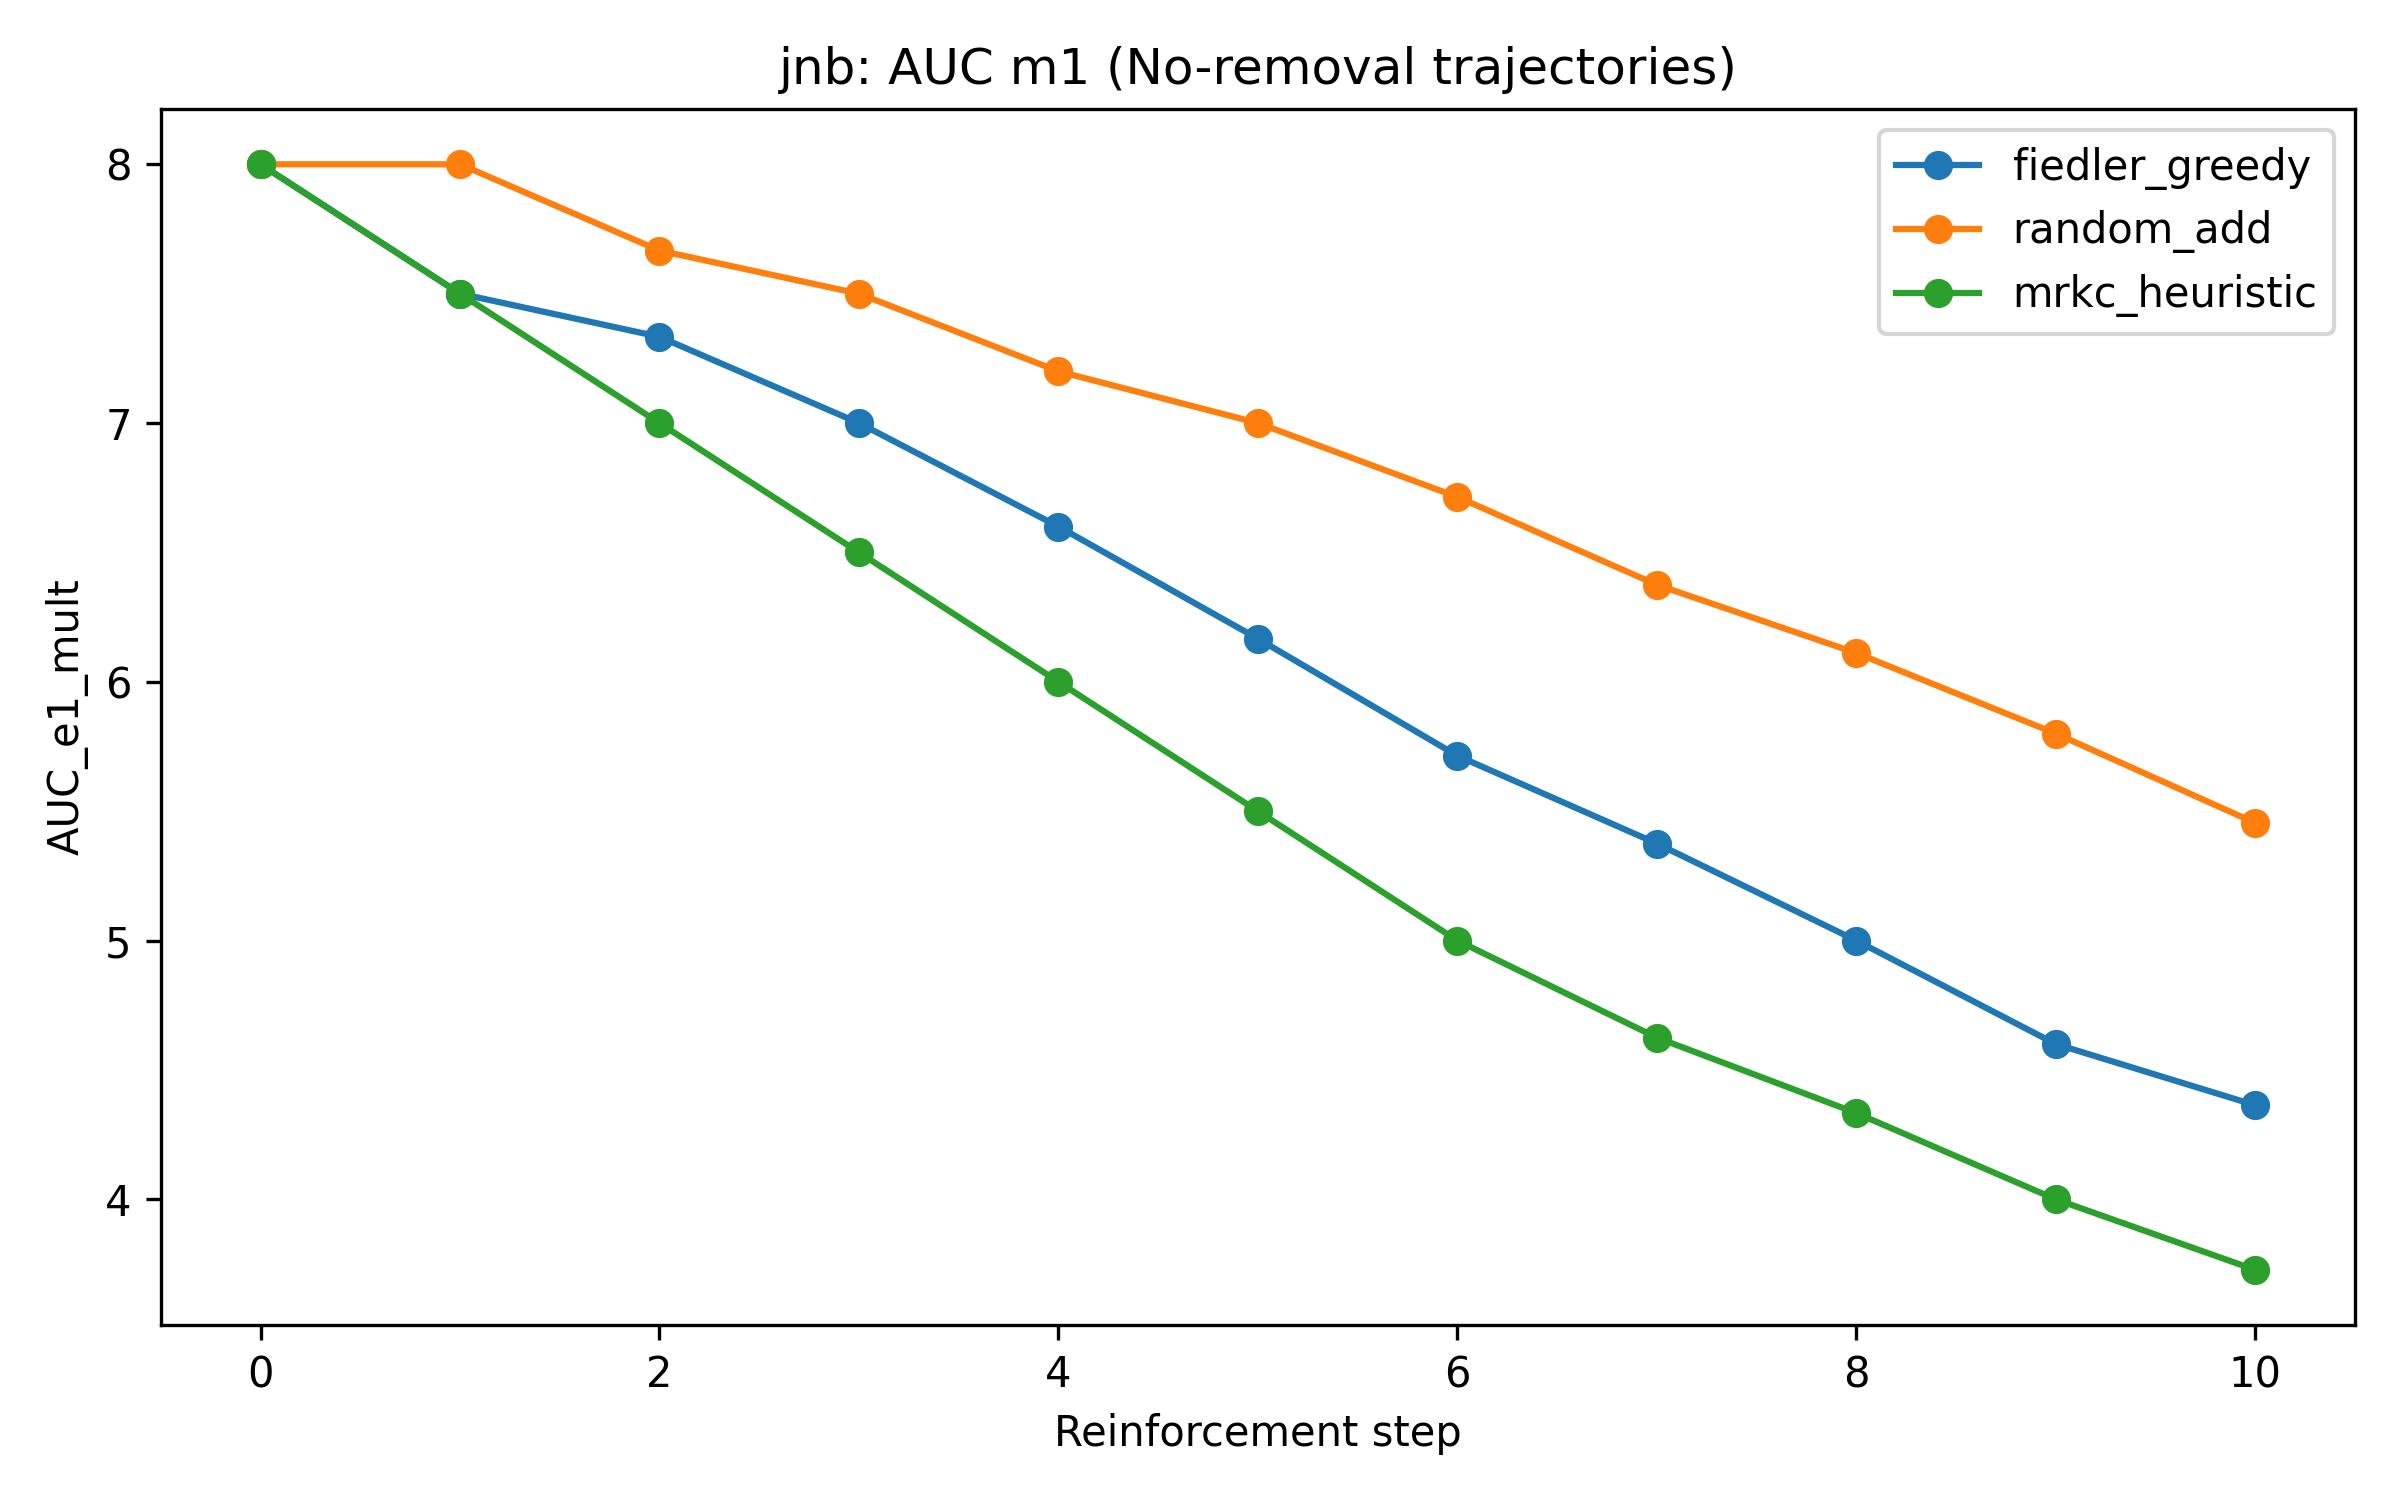 jnb: AUC m1 (No-removal trajectories)
fiedler_greedy
random_add
mrkc_heuristic
AUC_e1_mult
8
7
6
5
4
0 2 4 6 8 10
Reinforcement step